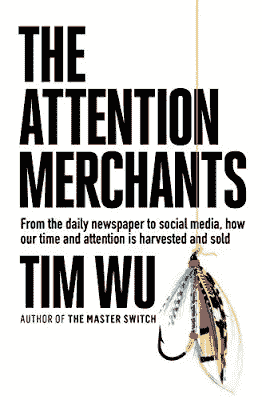 THE
ATTENTION
MERCHANTS
From the daily newspaper to social media, how
our time and attention is harvested and sold
TIM WU
AUTHOR OF THE MASTER SWITCH